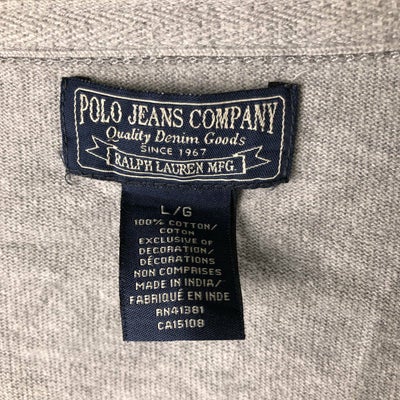 POLO JEANS COMPANY
Quality Denim Goods
SINCE 1967
RALPH LAUREN MFG.
L/G
100% COTTON/
COTON
EXCLUSIVE OF
DECORATION/
DÉCORATIONS
NON COMPRISES
MADE IN INDIA/
FABRIQUÉ EN INDE
RN41381
CA15108